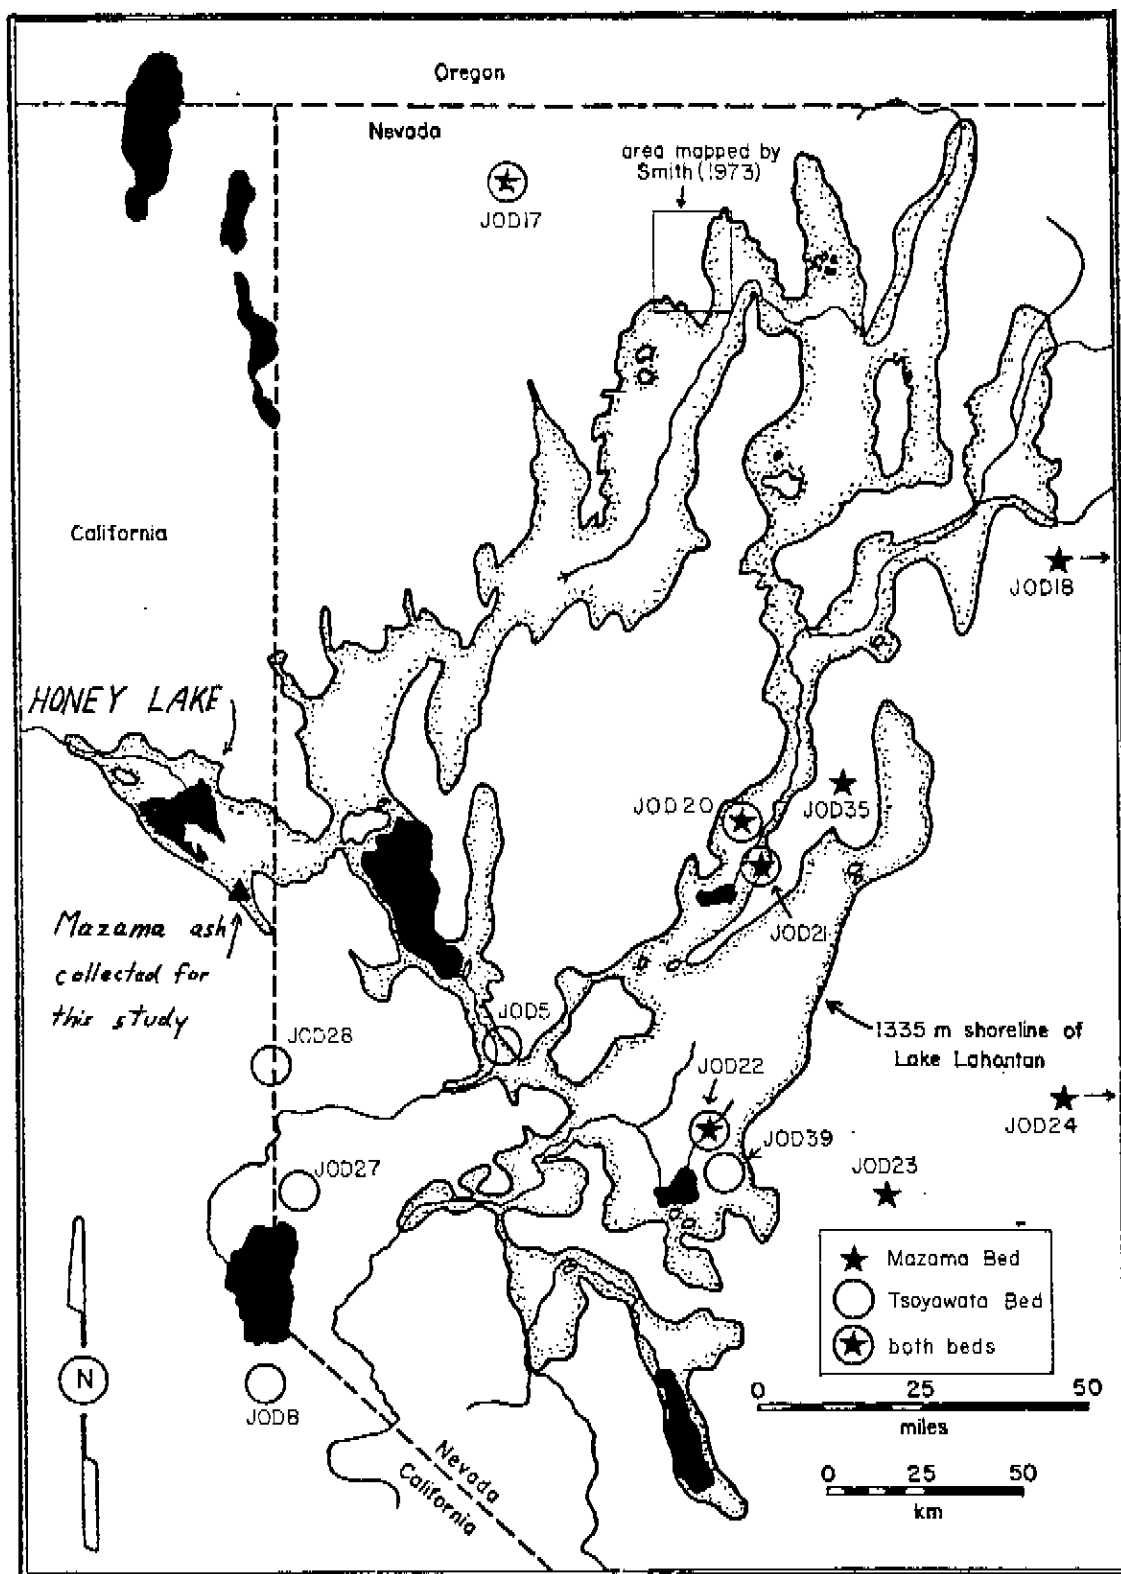 Oregon
Nevada
area mapped by
Smith (1973)
JOD17
California
JOD18
HONEY LAKE
JOD20
JOD35
Mazama ash
collected for
this study
JOD21
JOD5
JOD28
1335 m shoreline of
Lake Lahontan
JOD22
JOD24
JOD39
JOD27
JOD23
Mazama Bed
Tsoyawata Bed
both beds
N
JOD8
0 25 50
miles
Nevada
California
0 25 50
km